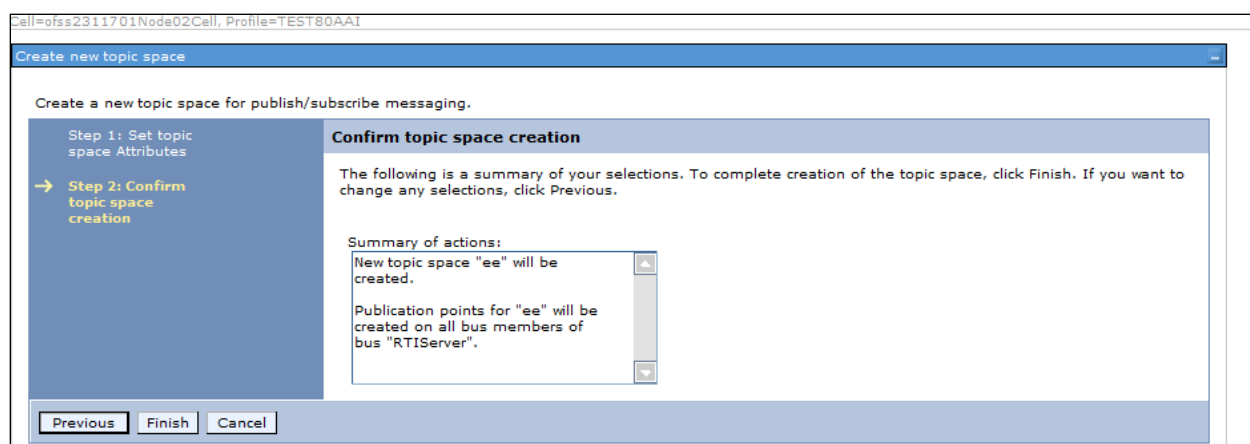 Cell=ofss2311701Node02Cell, Profile=TEST80AAI
Create new topic space
Create a new topic space for publish/subscribe messaging.
Step 1: Set topic
space Attributes
Step 2: Confirm
topic space
creation
Confirm topic space creation
The following is a summary of your selections. To complete creation of the topic space, click Finish. If you want to
change any selections, click Previous.
Summary of actions:
New topic space "ee" will be
created.
Publication points for "ee" will be
created on all bus members of
bus "RTIServer".
Previous Finish Cancel